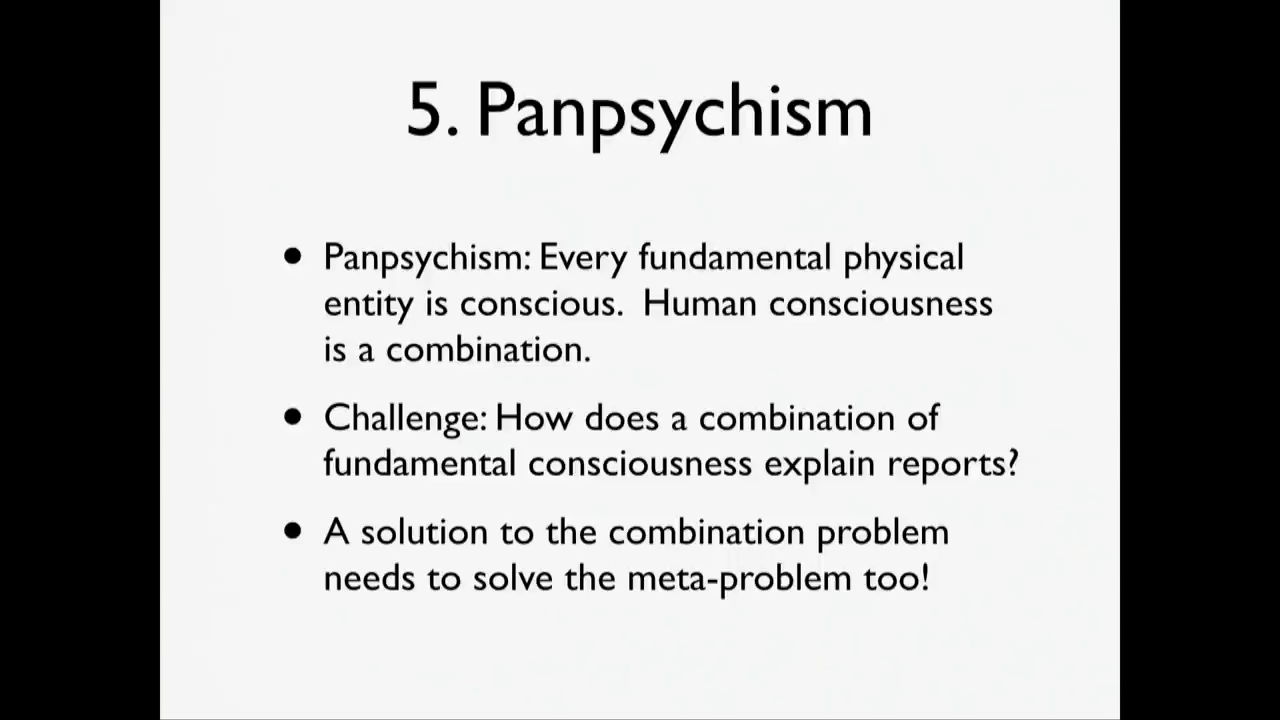 5. Panpsychism
• Panpsychism: Every fundamental physical
entity is conscious.  Human consciousness
is a combination.
• Challenge: How does a combination of
fundamental consciousness explain reports?
• A solution to the combination problem
needs to solve the meta-problem too!